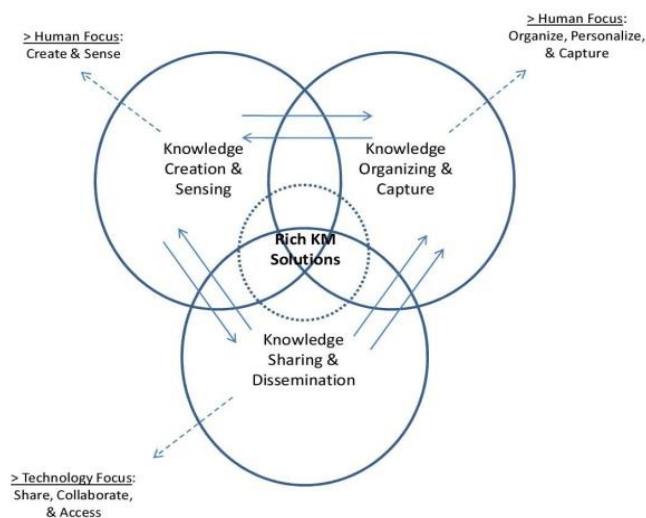 > Human Focus:
Create & Sense
> Human Focus:
Organize, Personalize,
& Capture
Knowledge
Creation &
Sensing
Knowledge
Organizing &
Capture
Rich KM
Solutions
Knowledge
Sharing &
Dissemination
> Technology Focus:
Share, Collaborate,
& Access